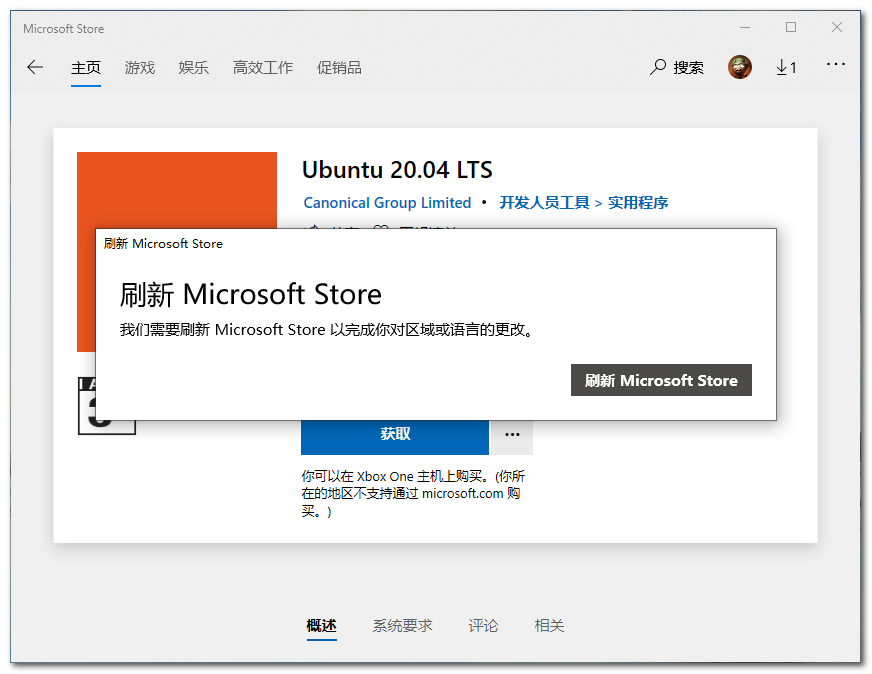 Microsoft Store
主页 游戏 娱乐 高效工作 促销品 搜索 1
Ubuntu 20.04 LTS
Canonical Group Limited • 开发人员工具 > 实用程序
刷新 Microsoft Store
刷新 Microsoft Store
我们需要刷新 Microsoft Store 以完成你对区域或语言的更改。
刷新 Microsoft Store
获取 ...
你可以在 Xbox One 主机上购买。(你所
在的地区不支持通过 microsoft.com 购
买。)
概述 系统要求 评论 相关